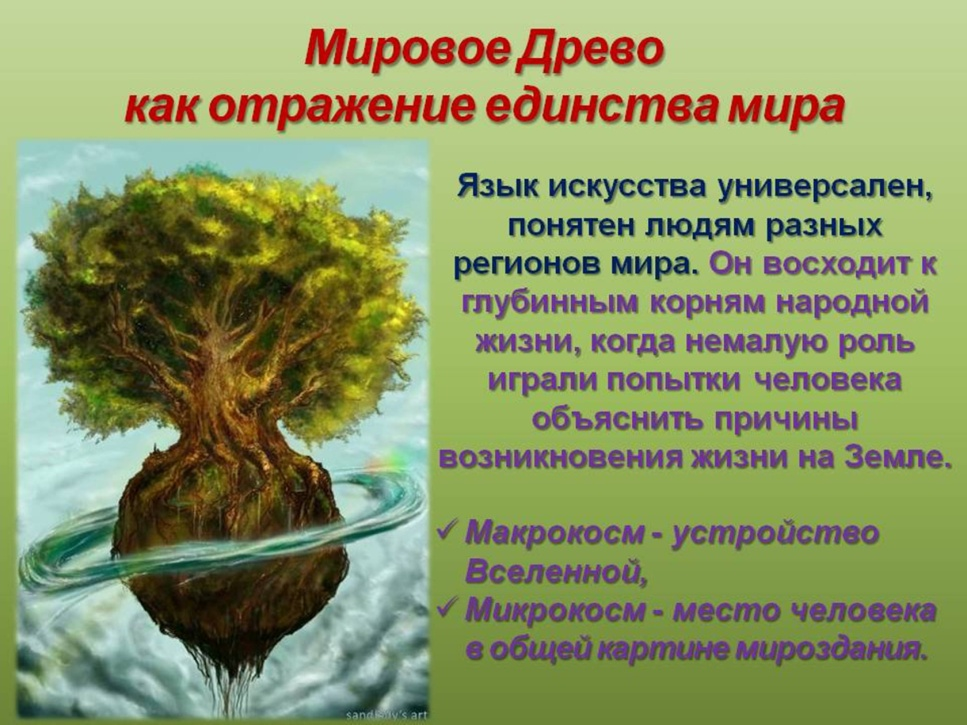 Мировое Древо
как отражение единства мира
Язык искусства универсален,
понятен людям разных
регионов мира. Он восходит к
глубинным корням народной
жизни, когда немалую роль
играли попытки человека
объяснить причины
возникновения жизни на Земле.
✓ Макрокосм - устройство
Вселенной,
✓ Микрокосм - место человека
в общей картине мироздания.
art